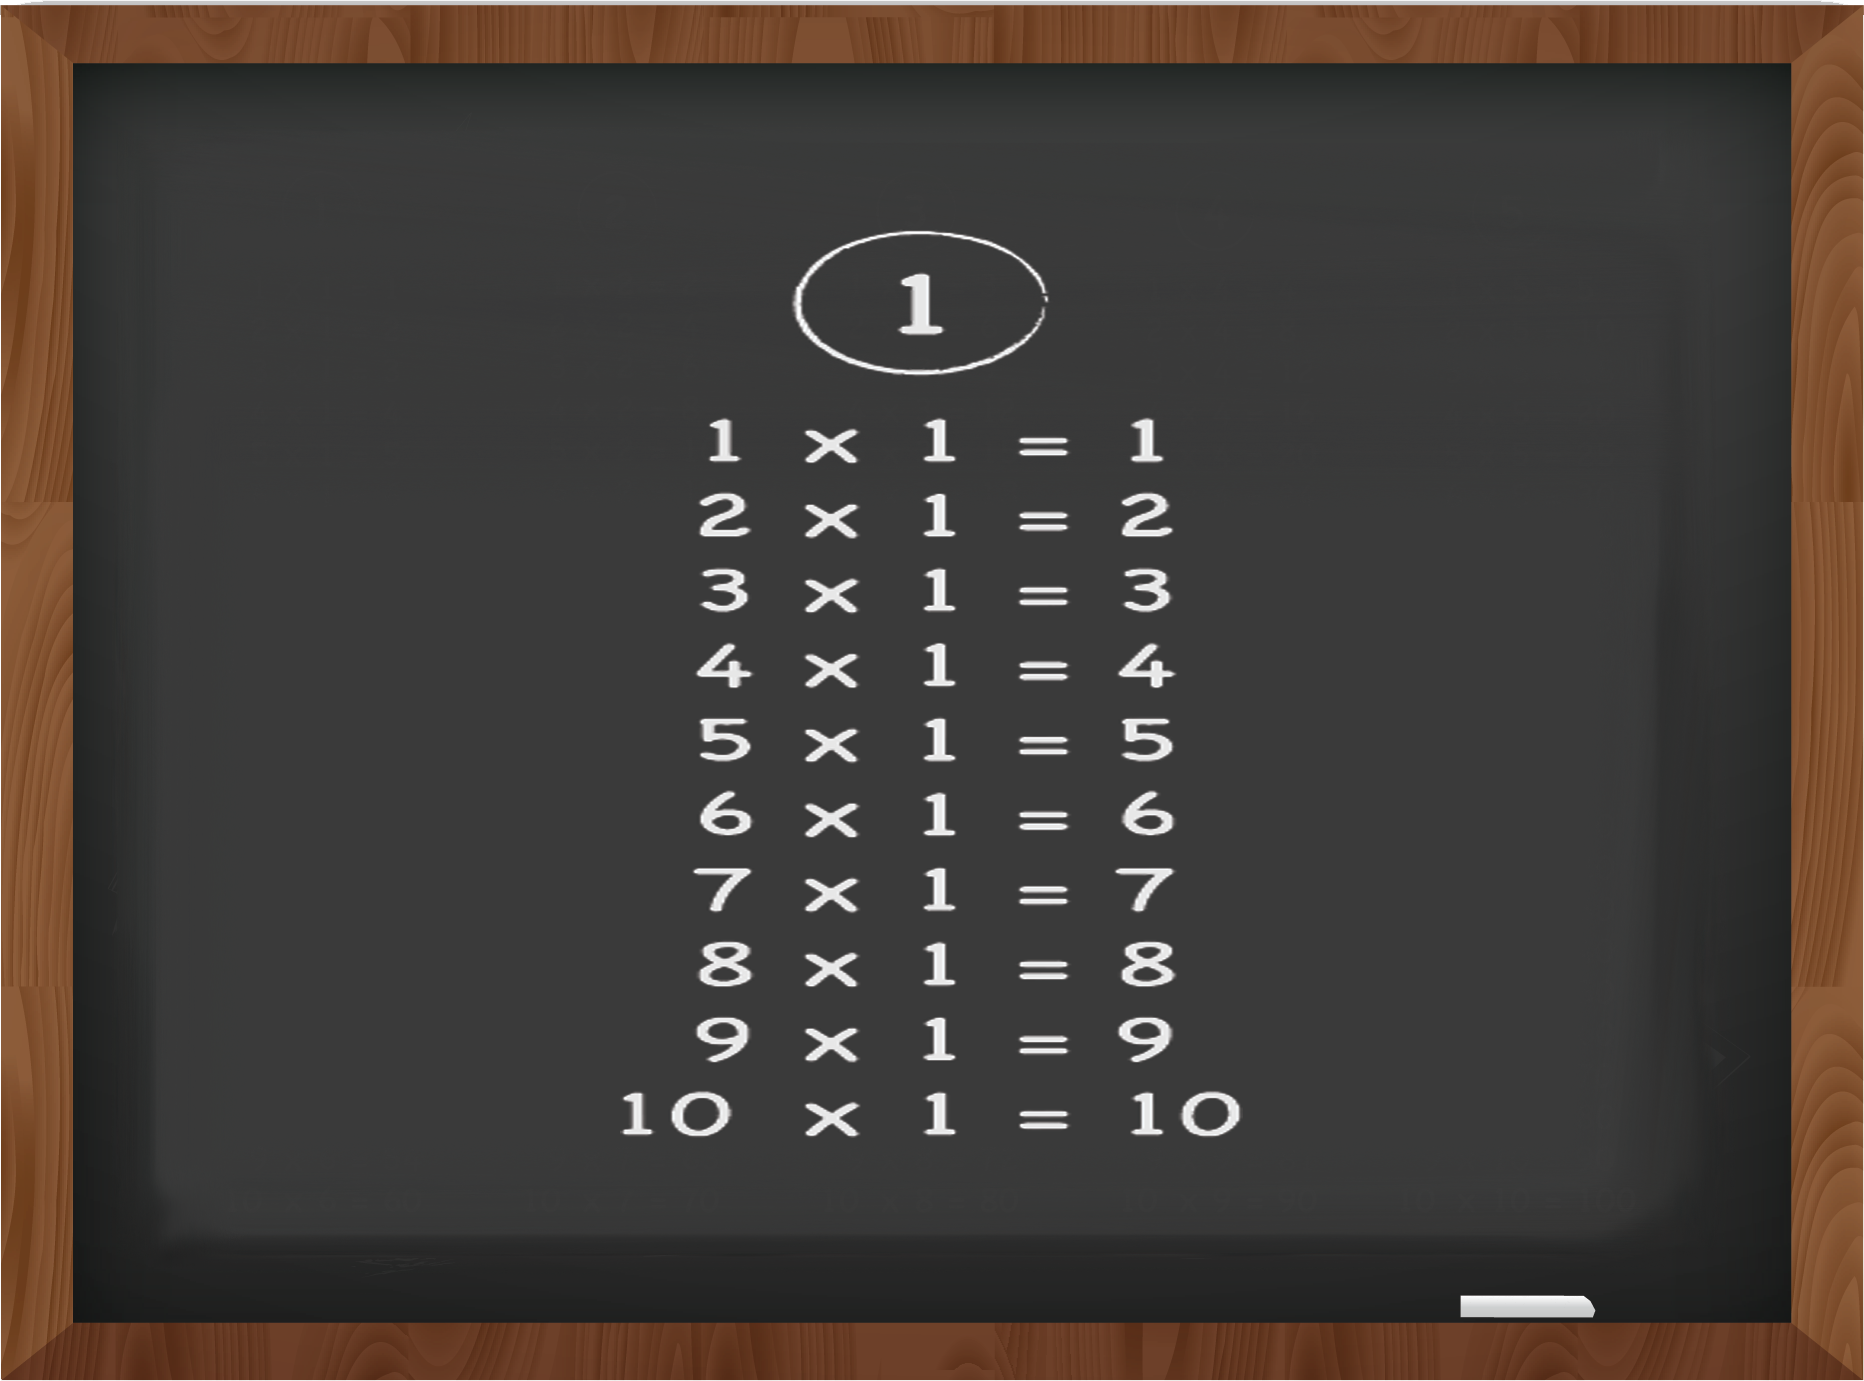 1
1 x 1 = 1
2 x 1 = 2
3 x 1 = 3
4 x 1 = 4
5 x 1 = 5
6 x 1 = 6
7 x 1 = 7
8 x 1 = 8
9 x 1 = 9
10 x 1 = 10